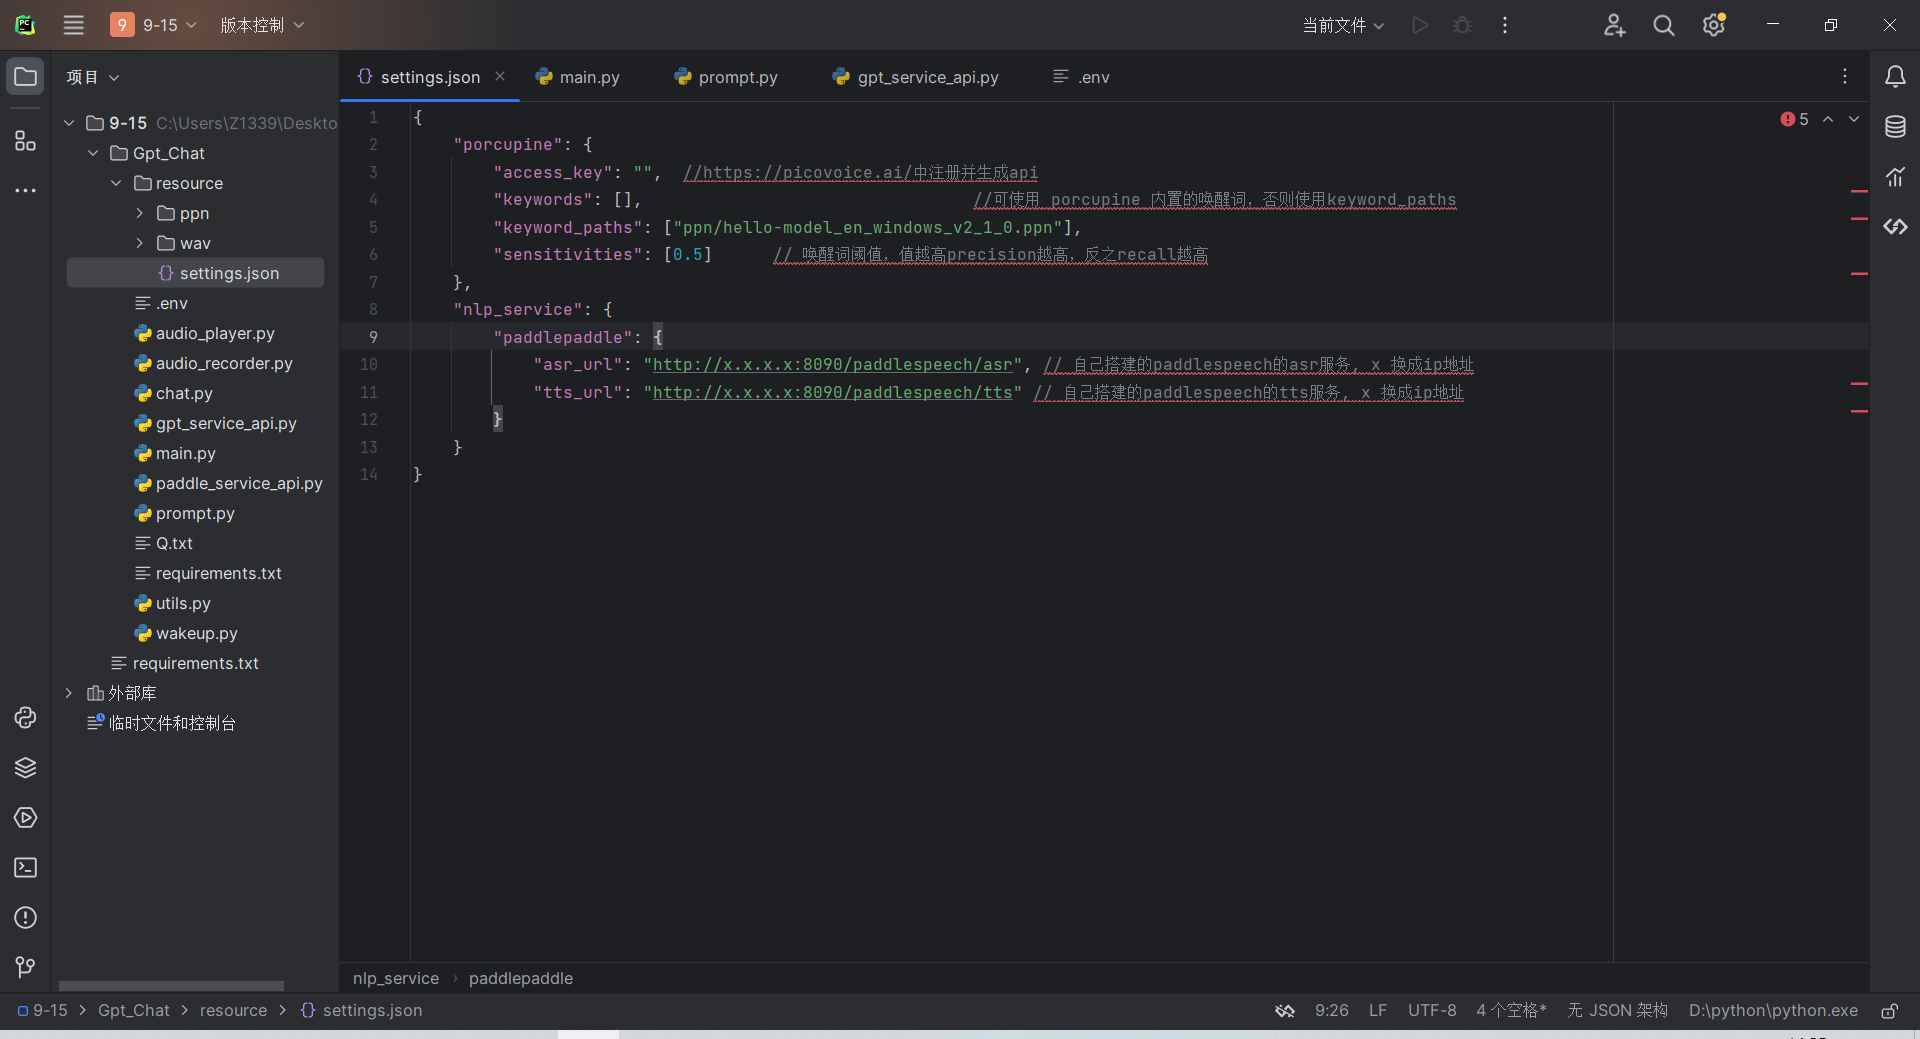 PC
9 9-15 版本控制
当前文件
项目
settings.json
main.py
prompt.py
gpt_service_api.py
.env
9-15 C:\Users\Z1339\Deskto
Gpt_Chat
resource
ppn
wav
settings.json
.env
audio_player.py
audio_recorder.py
chat.py
gpt_service_api.py
main.py
paddle_service_api.py
prompt.py
Q.txt
requirements.txt
utils.py
wakeup.py
requirements.txt
外部库
临时文件和控制台
5
1 {
2 "porcupine": {
3 "access_key": "", //https://picovoice.ai/中注册并生成api
4 "keywords": [], //可使用 porcupine 内置的唤醒词，否则使用keyword_paths
5 "keyword_paths": ["ppn/hello-model_en_windows_v2_1_0.ppn"],
6 "sensitivities": [0.5] // 唤醒词阈值，值越高precision越高，反之recall越高
7 },
8 "nlp_service": {
9 "paddlepaddle": {
10 "asr_url": "http://x.x.x.x:8090/paddlespeech/asr", // 自己搭建的paddlespeech的asr服务, x 换成ip地址
11 "tts_url": "http://x.x.x.x:8090/paddlespeech/tts" // 自己搭建的paddlespeech的tts服务, x 换成ip地址
12 }
13 }
14 }
nlp_service › paddlepaddle
9-15 > Gpt_Chat > resource > settings.json
9:26 LF UTF-8 4 个空格* 无 JSON 架构 D:\python\python.exe